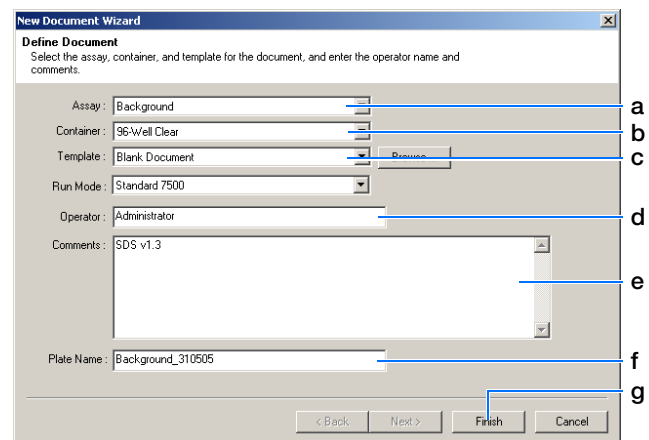 New Document Wizard
Define Document
Select the assay, container, and template for the document, and enter the operator name and
comments.
Assay : Background a
Container : 96-Well Clear b
Template : Blank Document Browse... c
Run Mode : Standard 7500
Operator : Administrator d
Comments : SDS v1.3
e
Plate Name : Background_310505 f
g
< Back Next > Finish Cancel